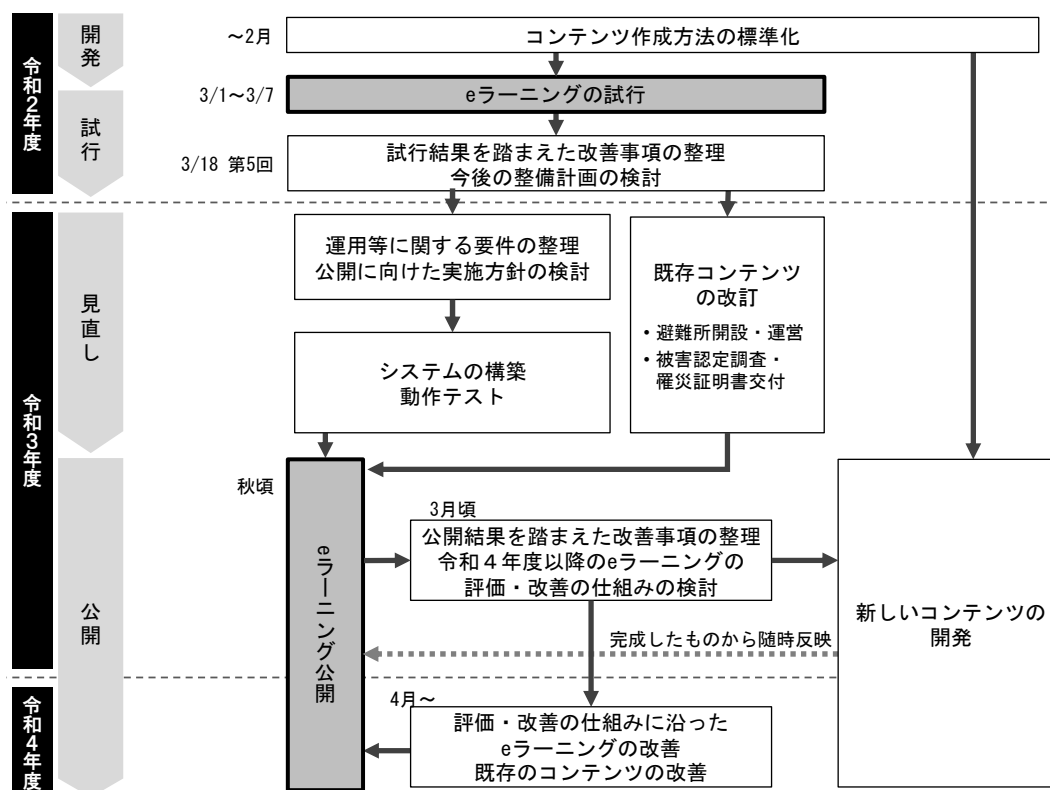 令和2年度
開発
～2月
コンテンツ作成方法の標準化
3/1～3/7
eラーニングの試行
試行
3/18 第5回
試行結果を踏まえた改善事項の整理
今後の整備計画の検討
令和3年度
見直し
運用等に関する要件の整理
公開に向けた実施方針の検討
既存コンテンツ
の改訂
・避難所開設・運営
・被害認定調査・
罹災証明書交付
システムの構築
動作テスト
公開
秋頃
eラーニング公開
3月頃
公開結果を踏まえた改善事項の整理
令和４年度以降のeラーニングの
評価・改善の仕組みの検討
新しいコンテンツの
開発
完成したものから随時反映
令和4年度
4月～
評価・改善の仕組みに沿った
eラーニングの改善
既存のコンテンツの改善